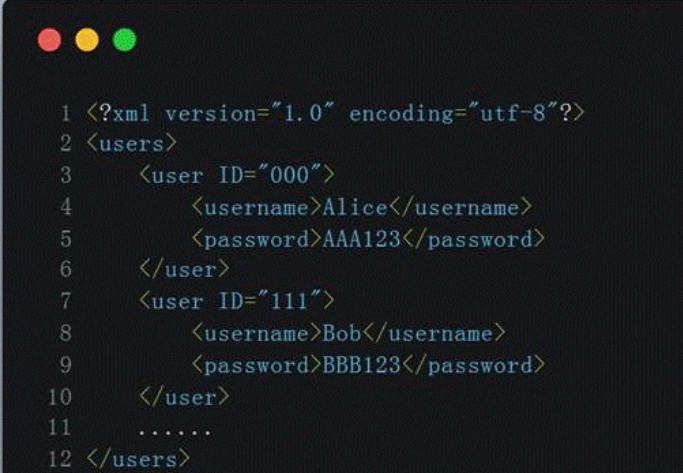 1 <?xml version="1.0" encoding="utf-8"?>
2 <users>
3 <user ID="000">
4 <username>Alice</username>
5 <password>AAA123</password>
6 </user>
7 <user ID="111">
8 <username>Bob</username>
9 <password>BBB123</password>
10 </user>
11 ......
12 </users>